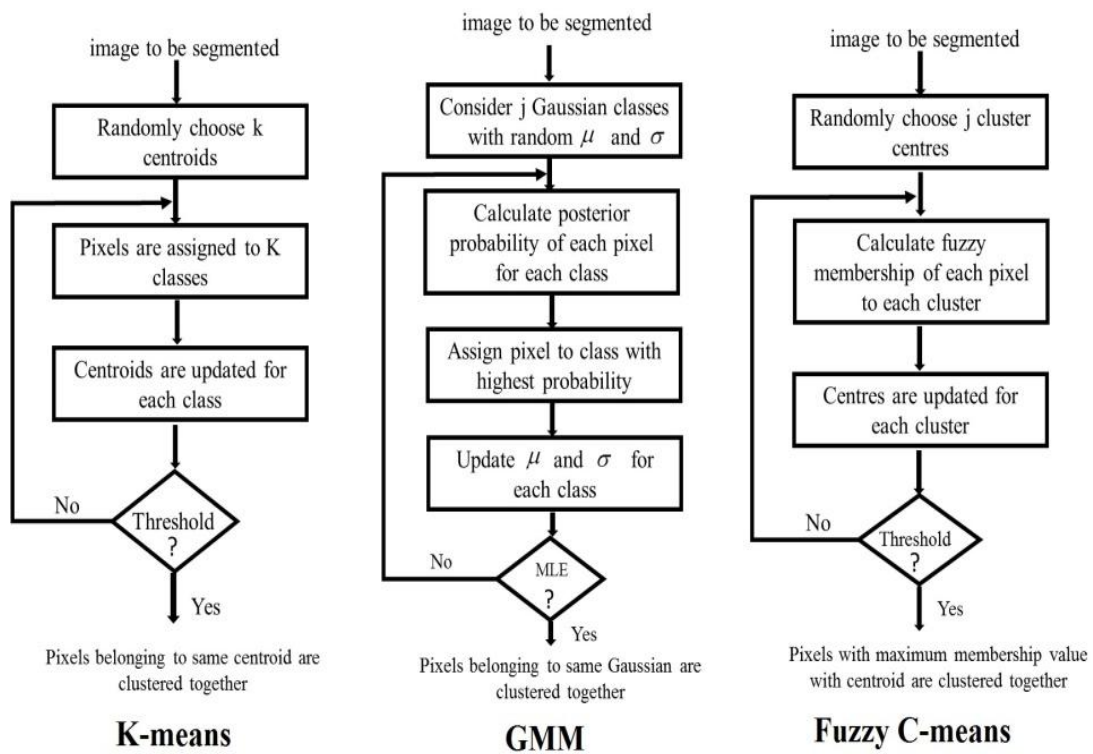 image to be segmented
Randomly choose k
centroids
Pixels are assigned to K
classes
Centroids are updated for
each class
No
Threshold
?
Yes
Pixels belonging to same centroid are
clustered together
K-means
image to be segmented
Consider j Gaussian classes
with random μ and σ
Calculate posterior
probability of each pixel
for each class
Assign pixel to class with
highest probability
Update μ and σ for
each class
No
MLE
?
Yes
Pixels belonging to same Gaussian are
clustered together
GMM
image to be segmented
Randomly choose j cluster
centres
Calculate fuzzy
membership of each pixel
to each cluster
Centres are updated for
each cluster
No
Threshold
?
Yes
Pixels with maximum membership value
with centroid are clustered together
Fuzzy C-means